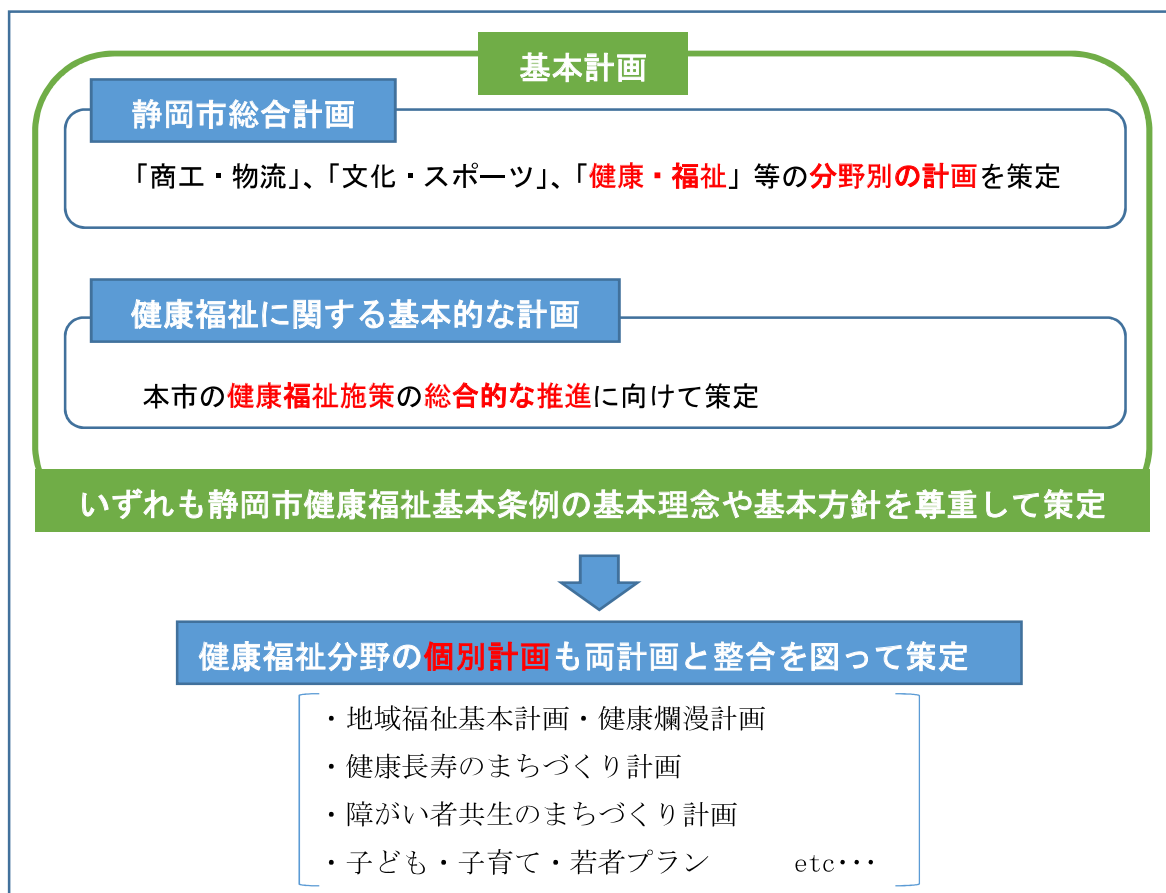 基本計画
静岡市総合計画
「商工・物流」、「文化・スポーツ」、「健康・福祉」等の分野別の計画を策定
健康福祉に関する基本的な計画
本市の健康福祉施策の総合的な推進に向けて策定
いずれも静岡市健康福祉基本条例の基本理念や基本方針を尊重して策定
健康福祉分野の個別計画も両計画と整合を図って策定
・地域福祉基本計画・健康爛漫計画
・健康長寿のまちづくり計画
・障がい者共生のまちづくり計画
・子ども・子育て・若者プラン　　　etc･･･